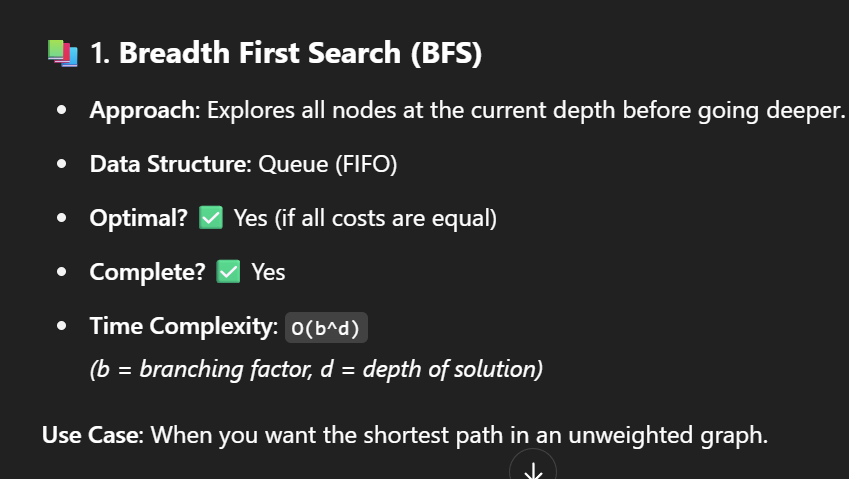 📚 1. Breadth First Search (BFS)
• Approach: Explores all nodes at the current depth before going deeper.
• Data Structure: Queue (FIFO)
• Optimal? ✅ Yes (if all costs are equal)
• Complete? ✅ Yes
• Time Complexity: O(b^d)
(b = branching factor, d = depth of solution)
Use Case: When you want the shortest path in an unweighted graph.